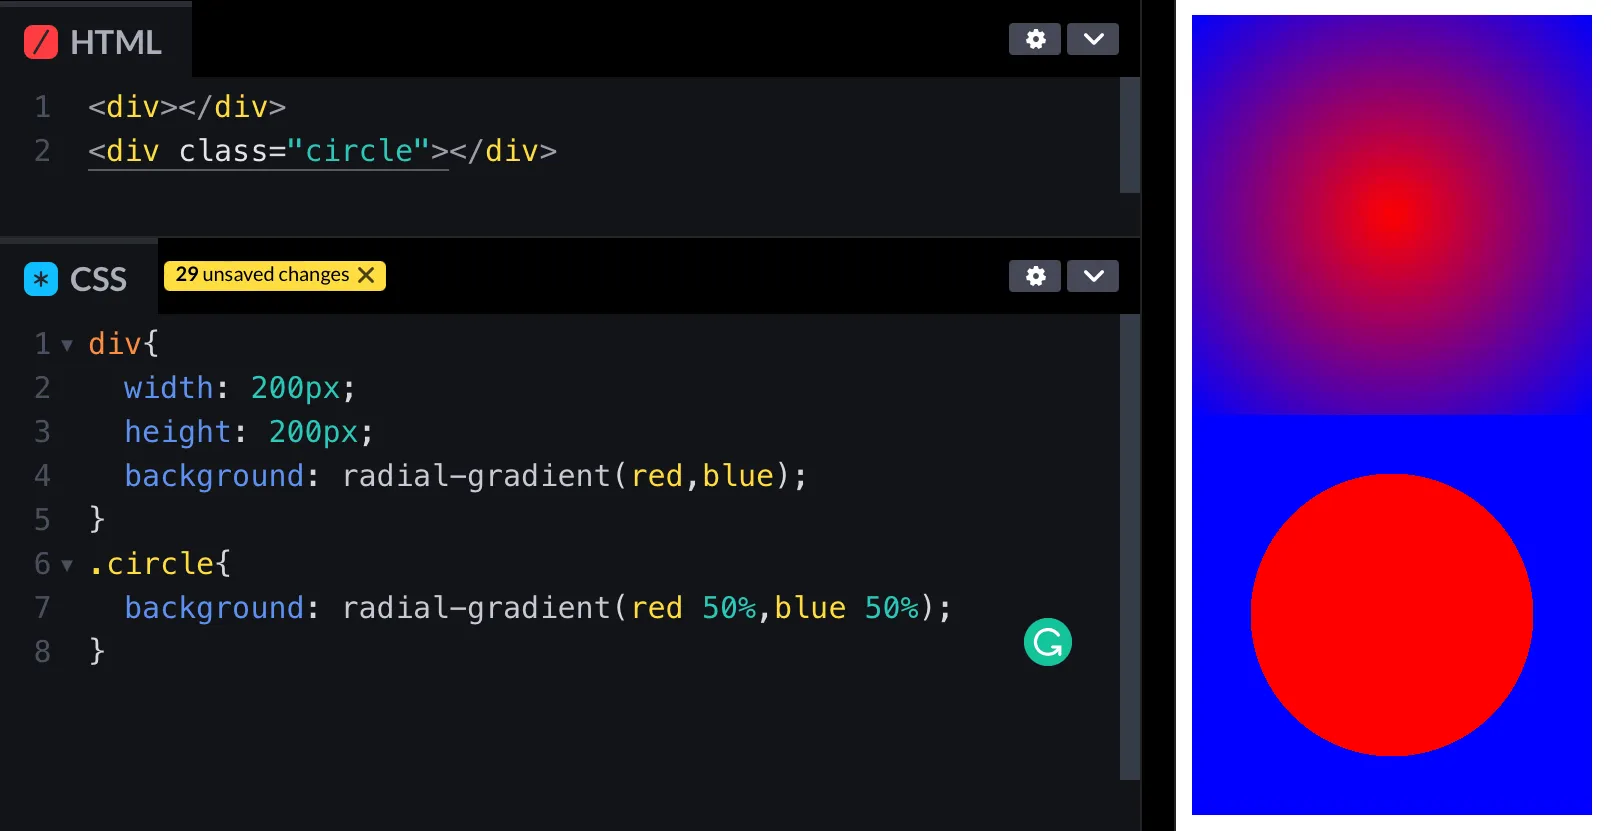 HTML
1 <div></div>
2 <div class="circle"></div>
CSS 29 unsaved changes
1 div{
2 width: 200px;
3 height: 200px;
4 background: radial-gradient(red,blue);
5 }
6 .circle{
7 background: radial-gradient(red 50%,blue 50%);
8 }